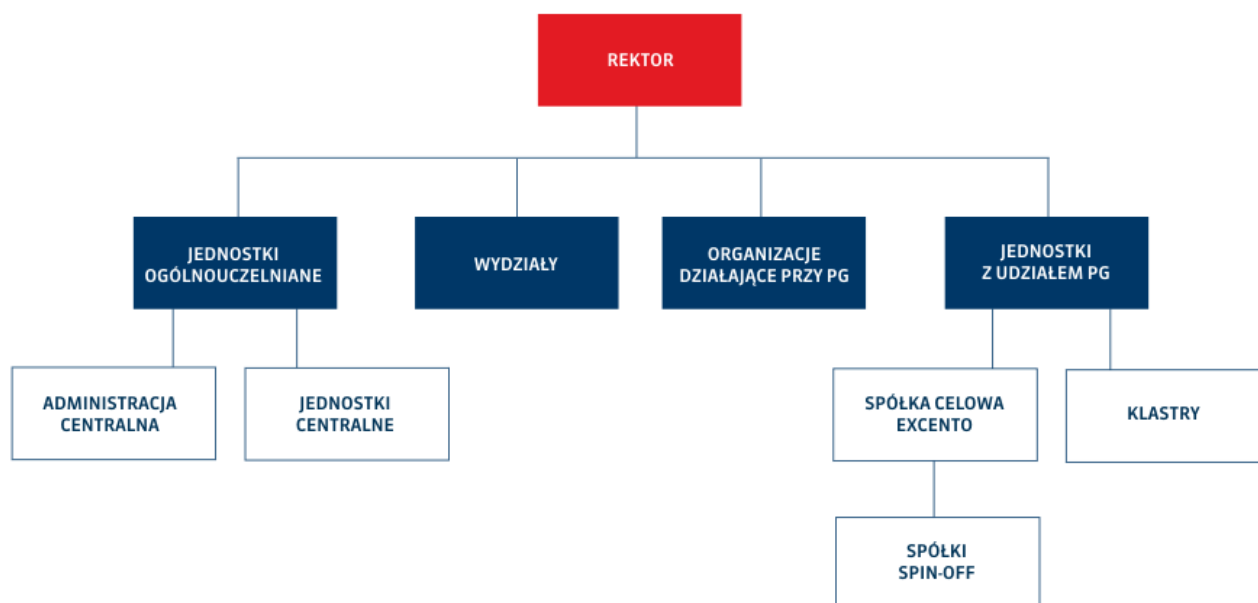 REKTOR
JEDNOSTKI
OGÓLNOUCZELNIANE
WYDZIAŁY
ORGANIZACJE
DZIAŁAJĄCE PRZY PG
JEDNOSTKI
Z UDZIAŁEM PG
ADMINISTRACJA
CENTRALNA
JEDNOSTKI
CENTRALNE
SPÓŁKA CELOWA
EXCENTO
KLASTRY
SPÓŁKI
SPIN-OFF